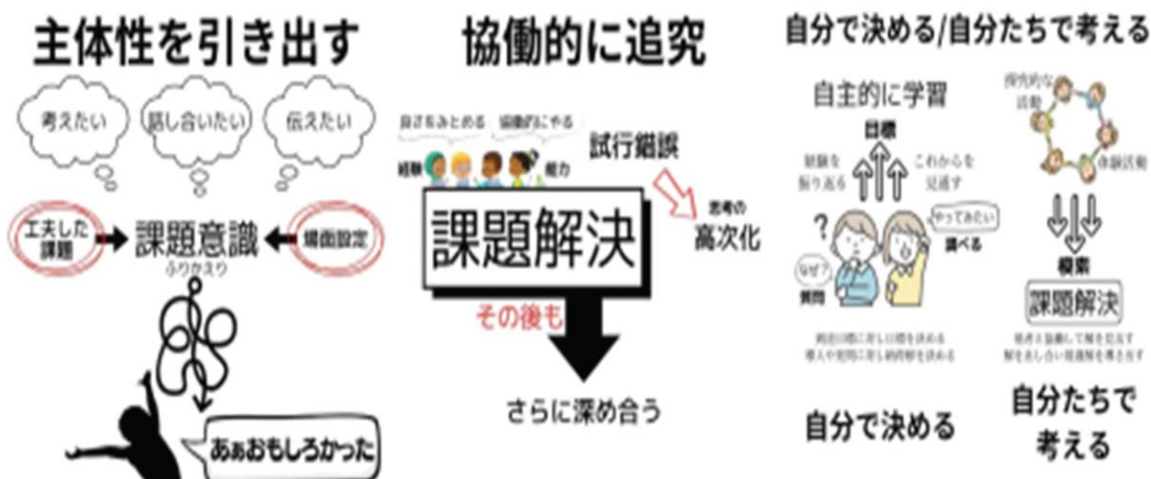 主体性を引き出す
考えたい
話し合いたい
伝えたい
工夫した
課題
課題意識
ふりかえり
場面設定
あぁおもしろかった
協働的に追究
良さをみとめる
協働的にやる
経験
能力
試行錯誤
課題解決
思考の
高次化
その後も
さらに深め合う
自分で決める/自分たちで考える
自主的に学習
目標
経験を
振り返る
これからを
見通す
?
やってみたい
調べる
なぜ?
質問
自分で決める
探究的な
活動
体験活動
模索
課題解決
自分たちで
考える